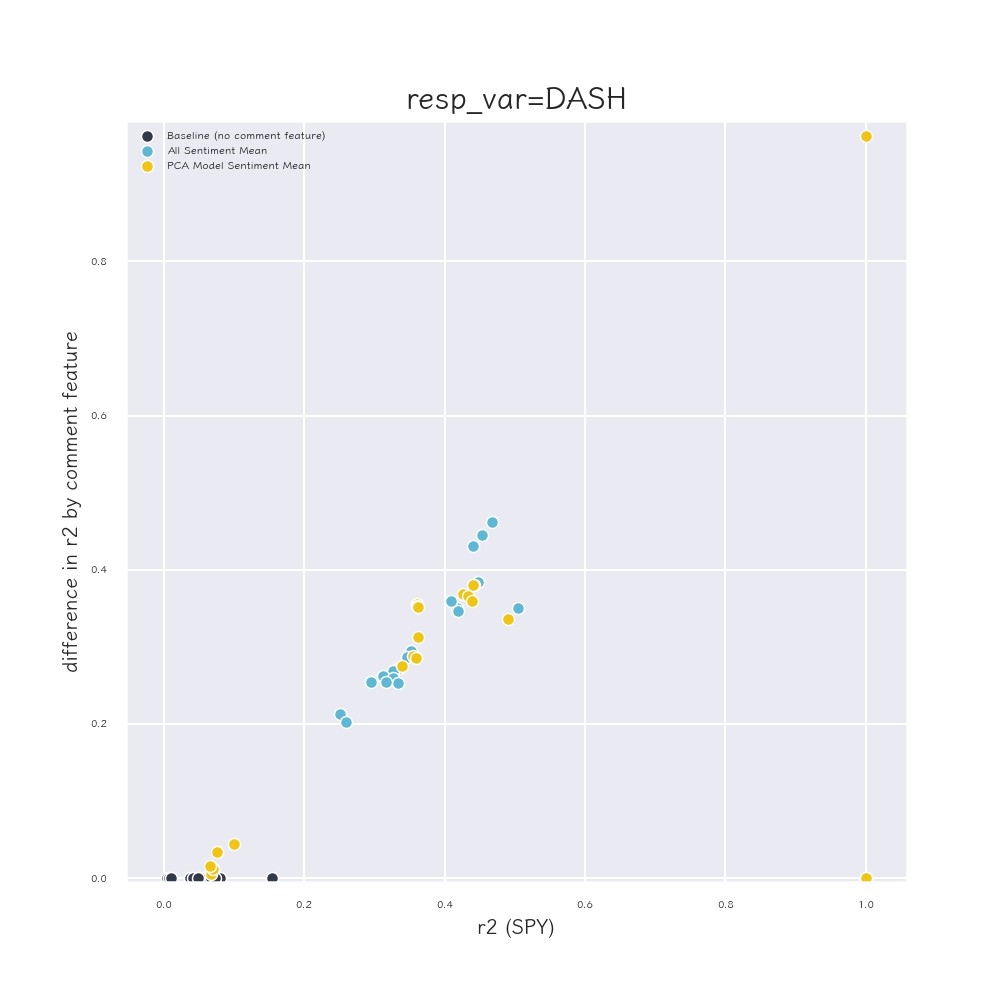 resp_var=DASH
Baseline (no comment feature)
All Sentiment Mean
PCA Model Sentiment Mean
difference in r2 by comment feature
0.8
0.6
0.4
0.2
0.0
0.0 0.2 0.4 0.6 0.8 1.0
r2 (SPY)